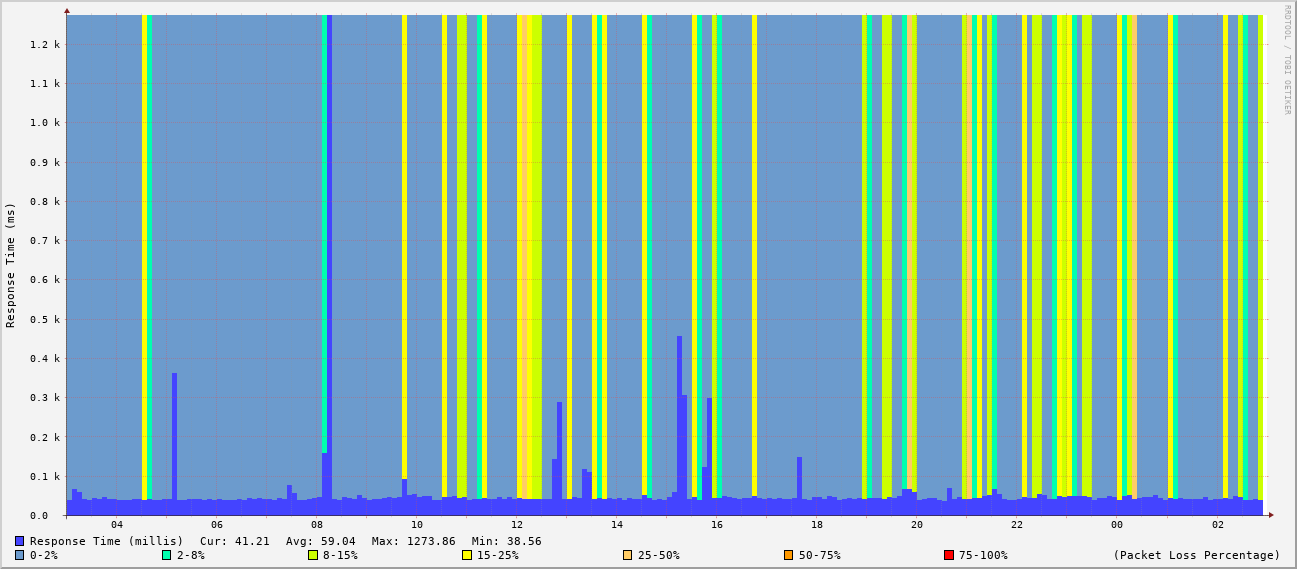 RRDTOOL / TOBI OETIKER
Response Time (ms)
1.2 k
1.1 k
1.0 k
0.9 k
0.8 k
0.7 k
0.6 k
0.5 k
0.4 k
0.3 k
0.2 k
0.1 k
0.0
04 06 08 10 12 14 16 18 20 22 00 02
Response Time (millis) Cur: 41.21 Avg: 59.04 Max: 1273.86 Min: 38.56
0-2% 2-8% 8-15% 15-25% 25-50% 50-75% 75-100% (Packet Loss Percentage)